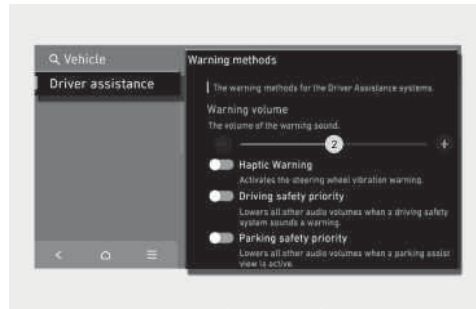 Vehicle
Driver assistance
Warning methods
The warning methods for the Driver Assistance systems.
Warning volume
The volume of the warning sound.
2
Haptic Warning
Activates the steering wheel vibration warning.
Driving safety priority
Lowers all other audio volumes when a driving safety
system sounds a warning.
Parking safety priority
Lowers all other audio volumes when a parking assist
view is active.